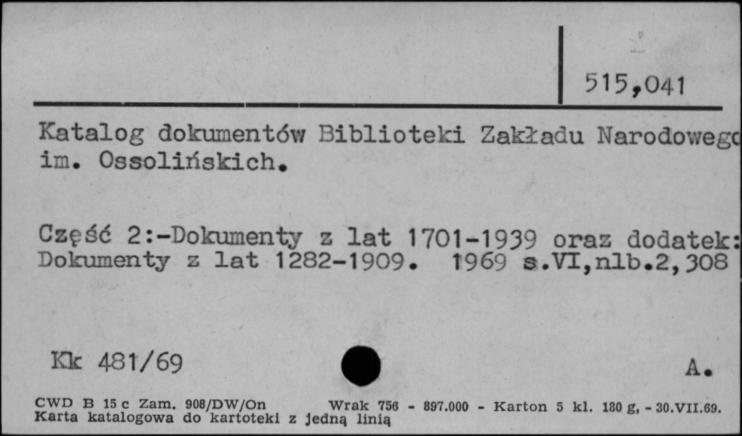 515,041
Katalog dokumentów Biblioteki Zakładu Narodowego
im. Ossolińskich.
Część 2:-Dokumenty z lat 1701-1939 oraz dodatek:
Dokumenty z lat 1282-1909. 1969 s.VI,nlb.2,308
Kk 481/69 A.
CWD B 15 c Zam. 908/DW/On Wrak 756 - 897.000 - Karton 5 kl. 180 g, - 30.VII.69.
Karta katalogowa do kartoteki z jedną linią